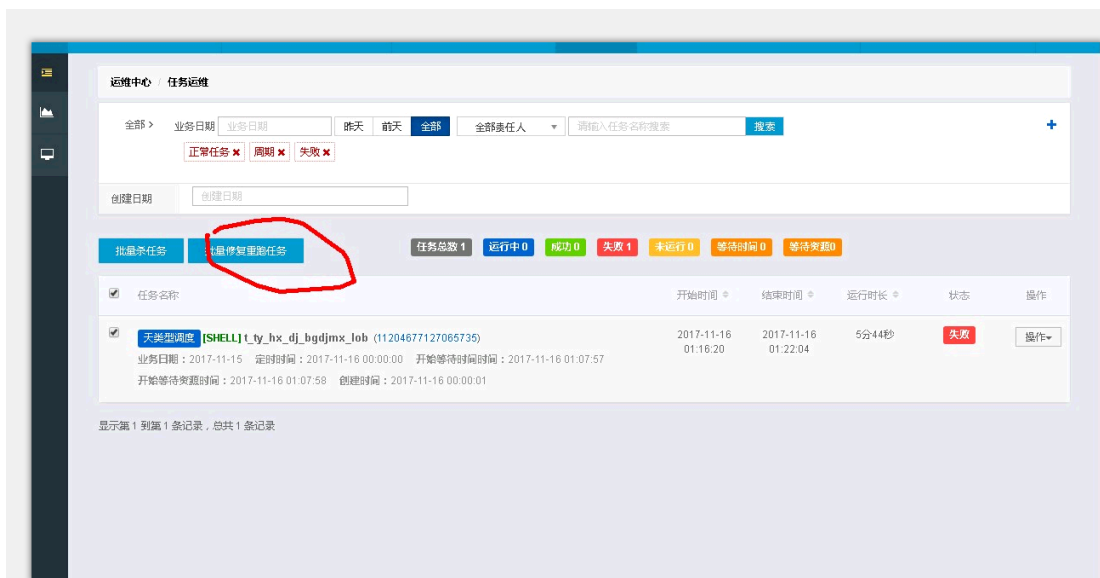 运维中心 / 任务运维
全部 > 业务日期 业务日期 昨天 前天 全部 全部责任人 请输入任务名称搜索 搜索
正常任务 × 周期 × 失败 ×
创建日期 创建日期
批量杀任务 批量修复重跑任务 任务总数 1 运行中 0 成功 0 失败 1 未运行 0 等待时间 0 等待资源0
任务名称 开始时间 结束时间 运行时长 状态 操作
天类型调度 [SHELL] t_ty_hx_dj_bgdjmx_lob (11204677127065735) 2017-11-16 01:16:20 2017-11-16 01:22:04 5分44秒 失败 操作
业务日期：2017-11-15 定时时间：2017-11-16 00:00:00 开始等待时间时间：2017-11-16 01:07:57
开始等待资源时间：2017-11-16 01:07:58 创建时间：2017-11-16 00:00:01
显示第 1 到第 1 条记录，总共 1 条记录